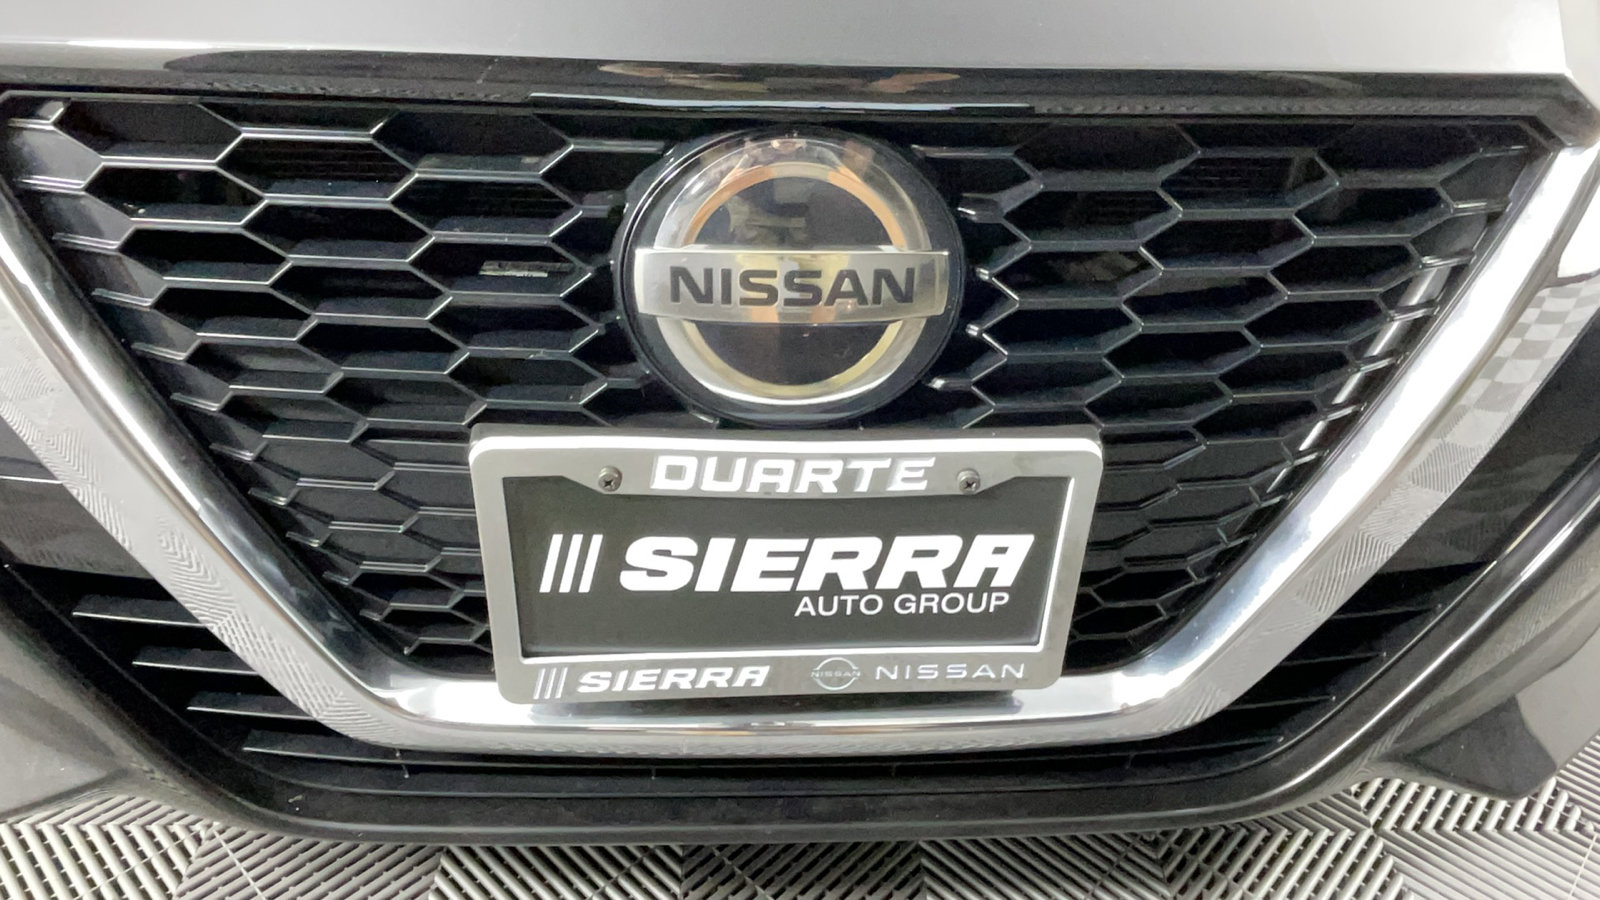 NISSAN
DUARTE
SIERRA
AUTO GROUP
SIERRA NISSAN NISSAN